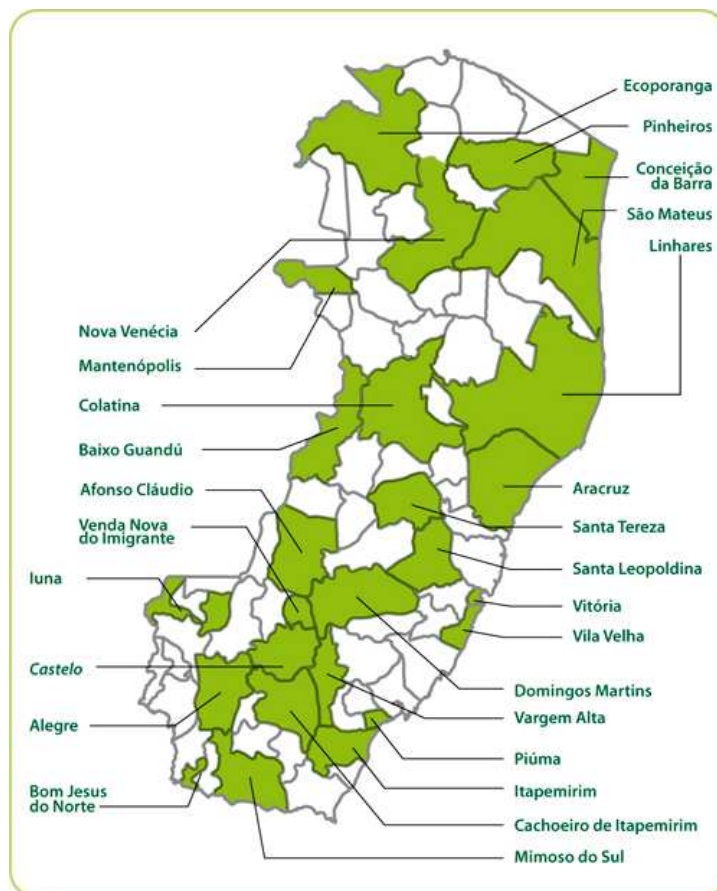 Ecoporanga
Pinheiros
Conceição
da Barra
São Mateus
Linhares
Nova Venécia
Mantenópolis
Colatina
Baixo Guandú
Afonso Cláudio
Venda Nova
do Imigrante
Iuna
Castelo
Alegre
Bom Jesus
do Norte
Aracruz
Santa Tereza
Santa Leopoldina
Vitória
Vila Velha
Domingos Martins
Vargem Alta
Piúma
Itapemirim
Cachoeiro de Itapemirim
Mimoso do Sul